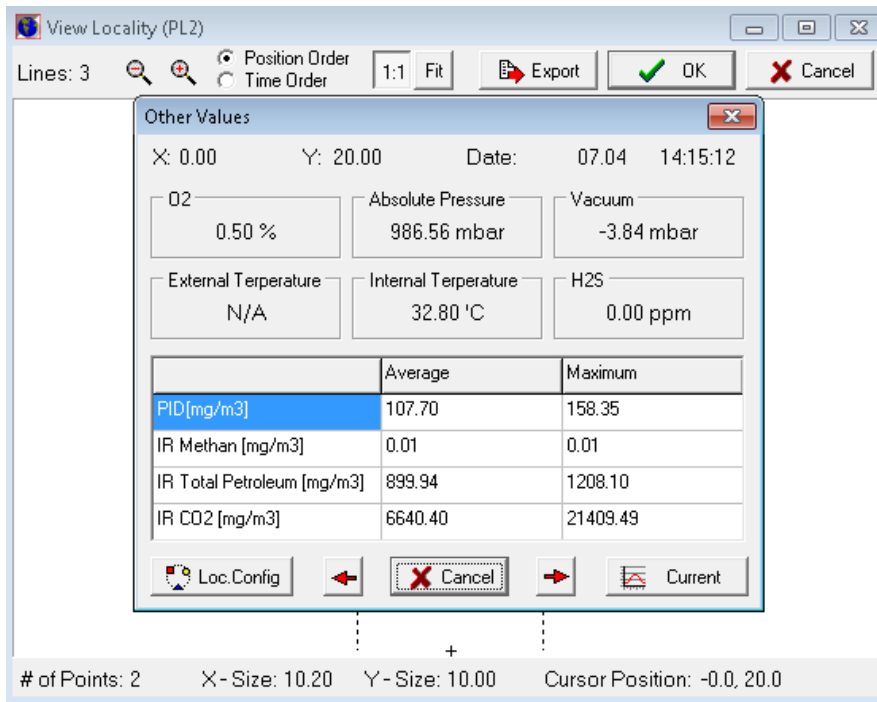 View Locality (PL2)
Lines: 3
Position Order
Time Order
1:1
Fit
Export
OK
Cancel
Other Values
X: 0.00 Y: 20.00 Date: 07.04 14:15:12
O2 Absolute Pressure Vacuum
0.50 % 986.56 mbar -3.84 mbar
External Terperature Internal Terperature H2S
N/A 32.80 'C 0.00 ppm
Average Maximum
PID[mg/m3] 107.70 158.35
IR Methan [mg/m3] 0.01 0.01
IR Total Petroleum [mg/m3] 899.94 1208.10
IR CO2 [mg/m3] 6640.40 21409.49
Loc.Config Cancel Current
# of Points: 2 X - Size: 10.20 Y - Size: 10.00 Cursor Position: -0.0, 20.0